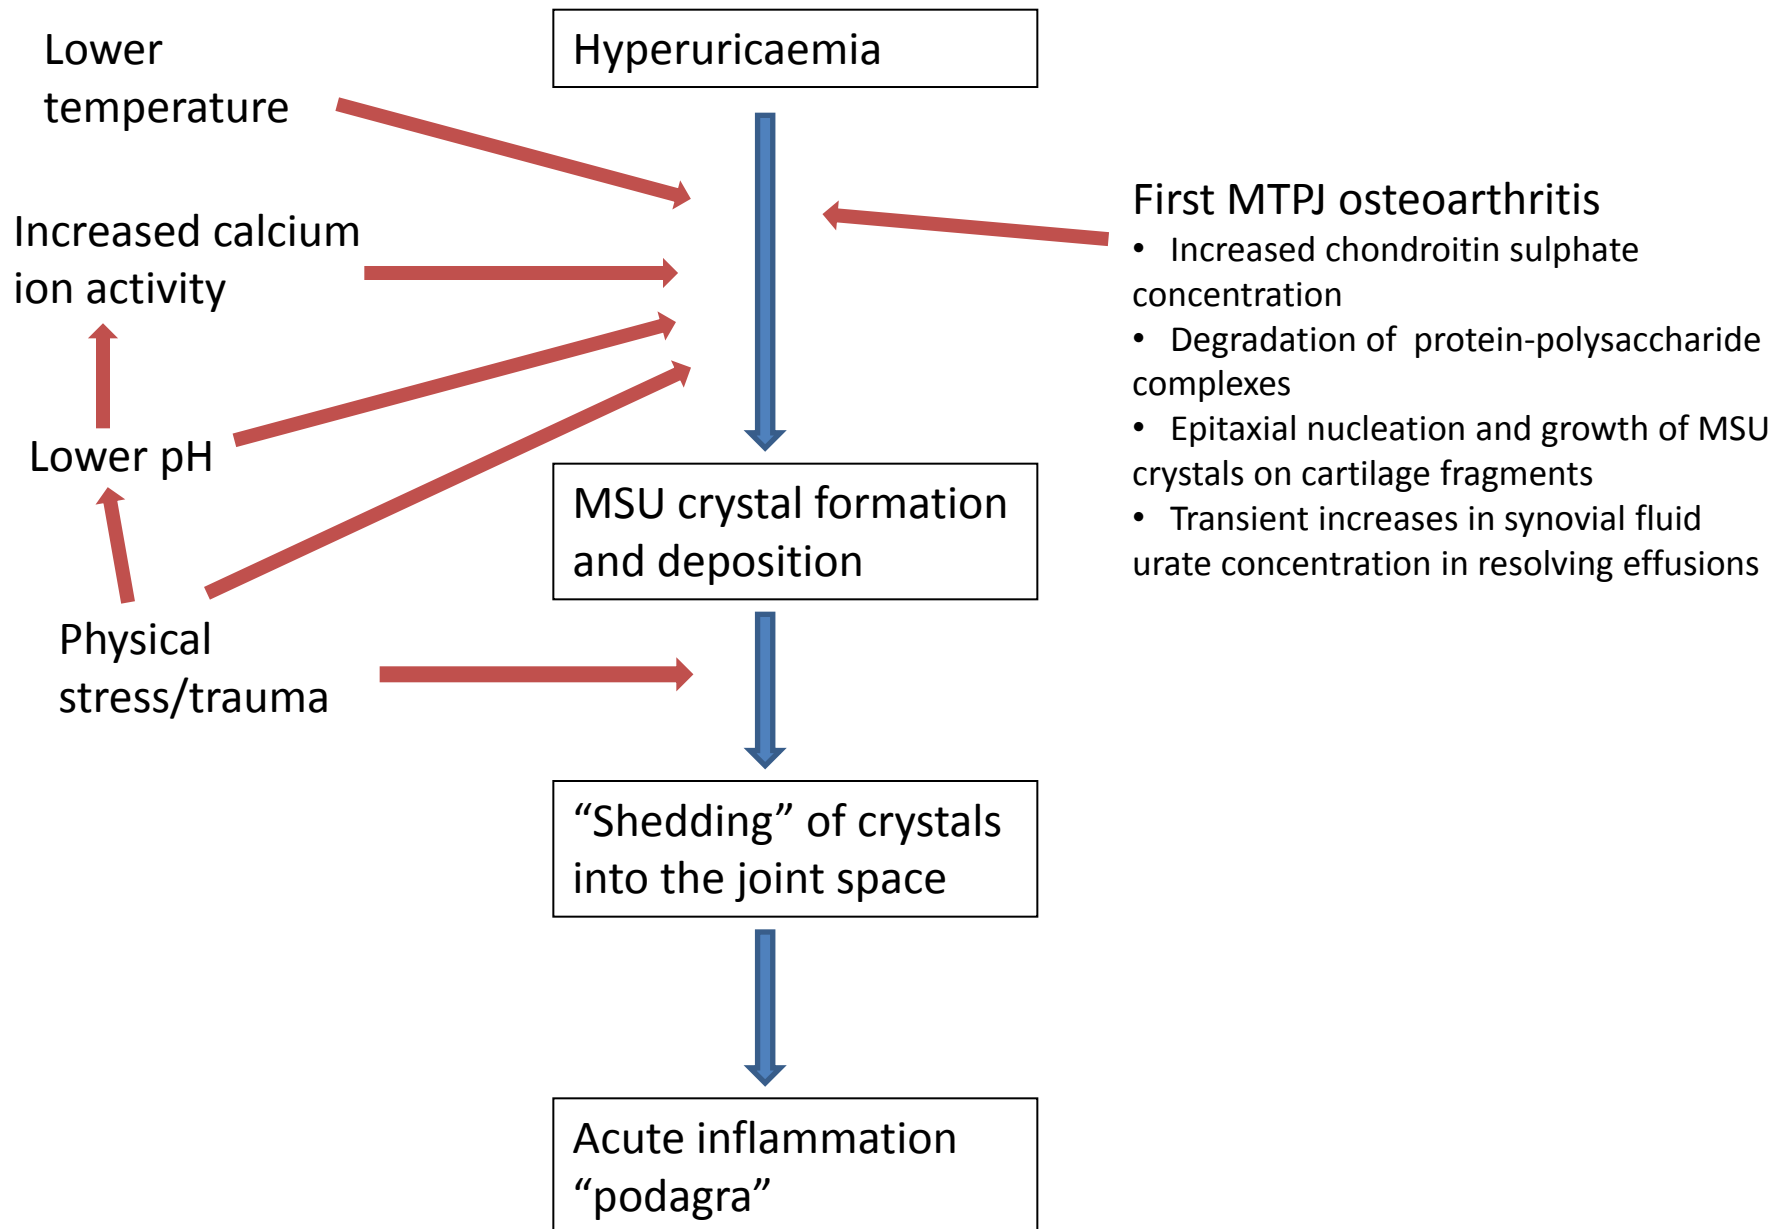 Lower
temperature
Hyperuricaemia
Increased calcium
ion activity
First MTPJ osteoarthritis
• Increased chondroitin sulphate
concentration
• Degradation of protein-polysaccharide
complexes
• Epitaxial nucleation and growth of MSU
crystals on cartilage fragments
• Transient increases in synovial fluid
urate concentration in resolving effusions
Lower pH
MSU crystal formation
and deposition
Physical
stress/trauma
“Shedding” of crystals
into the joint space
Acute inflammation
“podagra”